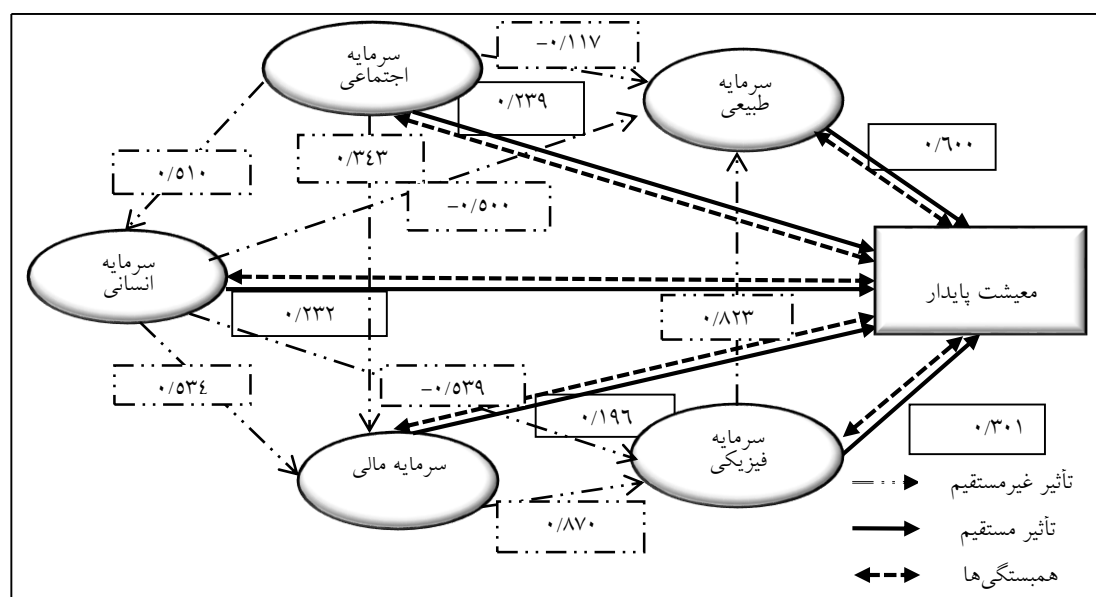 سرمایه
اجتماعی
-۰/۱۱۷
سرمایه
طبیعی
۰/۲۳۹
۰/۶۰۰
۰/۳٤۳
۰/۵۱۰
-۰/۵۰۰
سرمایه
انسانی
معیشت پایدار
۰/۲۳۲
۰/۸۲۳
۰/۵۳٤
-۰/۵۳۹
۰/۱۹۶
۰/۳۰۱
سرمایه مالی
سرمایه
فیزیکی
۰/۸۷۰
تأثیر غیرمستقیم
تأثیر مستقیم
همبستگی‌ها